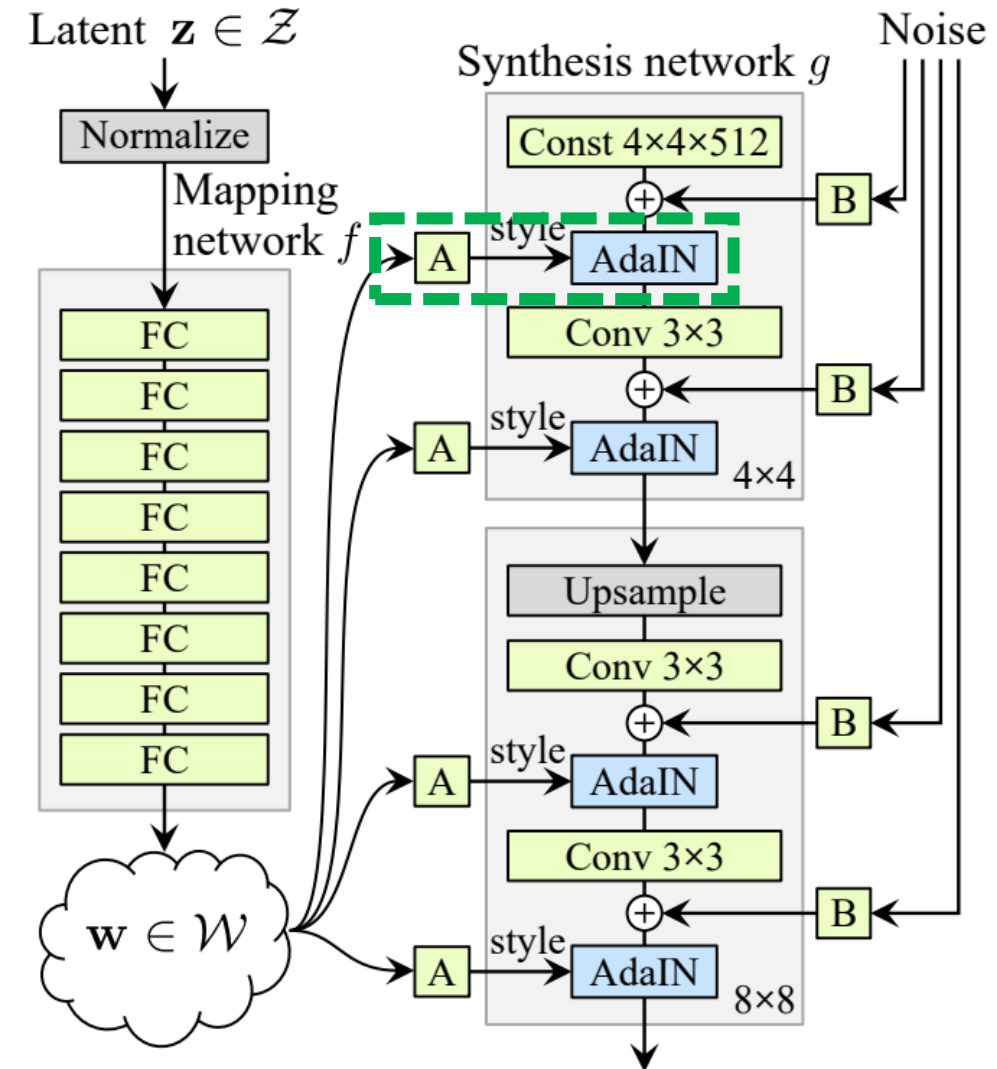 Latent z ∈ 𝒵
Normalize
Mapping
network f
FC
FC
FC
FC
FC
FC
FC
FC
w ∈ 𝒲
Synthesis network g
Noise
Const 4×4×512
+
B
A
style
AdaIN
Conv 3×3
+
B
A
style
AdaIN
4×4
Upsample
Conv 3×3
+
B
A
style
AdaIN
Conv 3×3
+
B
A
style
AdaIN
8×8